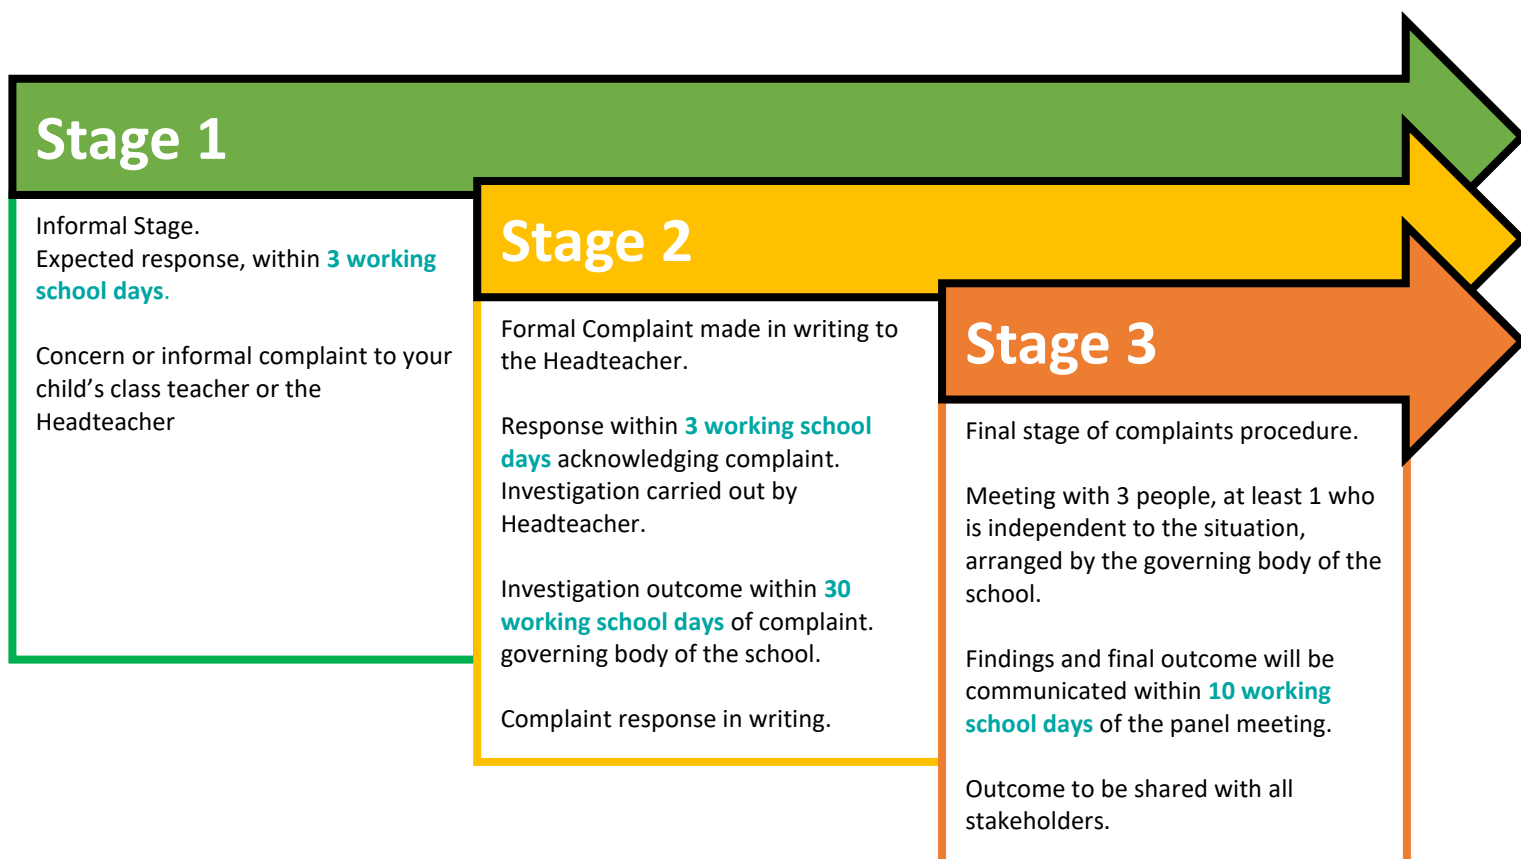 Stage 1
Informal Stage.
Expected response, within 3 working
school days.
Concern or informal complaint to your
child’s class teacher or the
Headteacher
Stage 2
Formal Complaint made in writing to
the Headteacher.
Response within 3 working school
days acknowledging complaint.
Investigation carried out by
Headteacher.
Investigation outcome within 30
working school days of complaint.
governing body of the school.
Complaint response in writing.
Stage 3
Final stage of complaints procedure.
Meeting with 3 people, at least 1 who
is independent to the situation,
arranged by the governing body of the
school.
Findings and final outcome will be
communicated within 10 working
school days of the panel meeting.
Outcome to be shared with all
stakeholders.